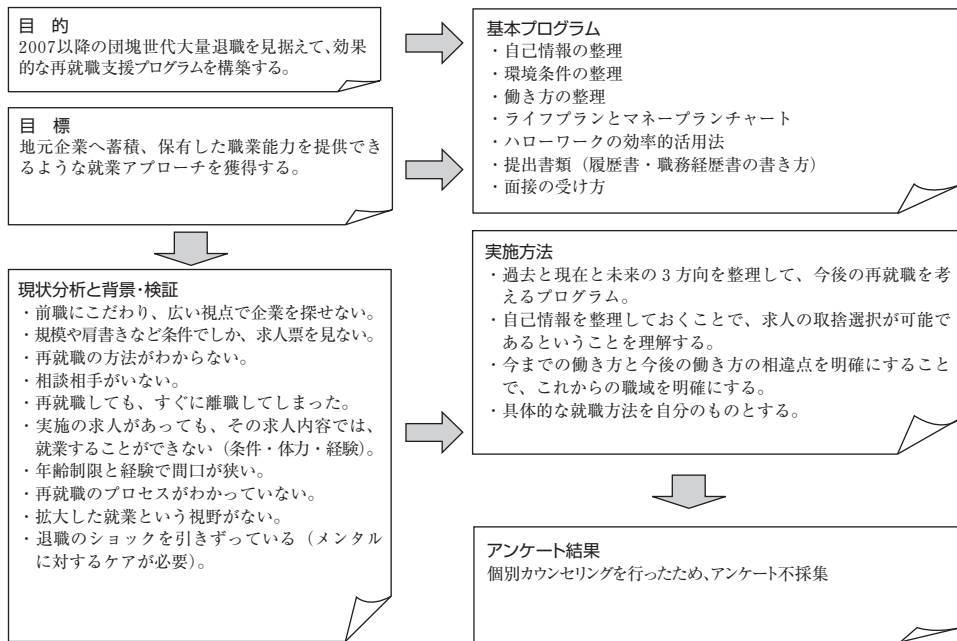 目　的
2007以降の団塊世代大量退職を見据えて、効果
的な再就職支援プログラムを構築する。
目　標
地元企業へ蓄積、保有した職業能力を提供でき
るような就業アプローチを獲得する。
現状分析と背景・検証
・前職にこだわり、広い視点で企業を探せない。
・規模や肩書きなど条件でしか、求人票を見ない。
・再就職の方法がわからない。
・相談相手がいない。
・再就職しても、すぐに離職してしまった。
・実施の求人があっても、その求人内容では、
就業することができない（条件・体力・経験）。
・年齢制限と経験で間口が狭い。
・再就職のプロセスがわかっていない。
・拡大した就業という視野がない。
・退職のショックを引きずっている（メンタル
に対するケアが必要）。
基本プログラム
・自己情報の整理
・環境条件の整理
・働き方の整理
・ライフプランとマネープランチャート
・ハローワークの効率的活用法
・提出書類（履歴書・職務経歴書の書き方）
・面接の受け方
実施方法
・過去と現在と未来の３方向を整理して、今後の再就職を考
えるプログラム。
・自己情報を整理しておくことで、求人の取捨選択が可能で
あるということを理解する。
・今までの働き方と今後の働き方の相違点を明確にすること
で、これからの職域を明確にする。
・具体的な就職方法を自分のものとする。
アンケート結果
個別カウンセリングを行ったため、アンケート不採集